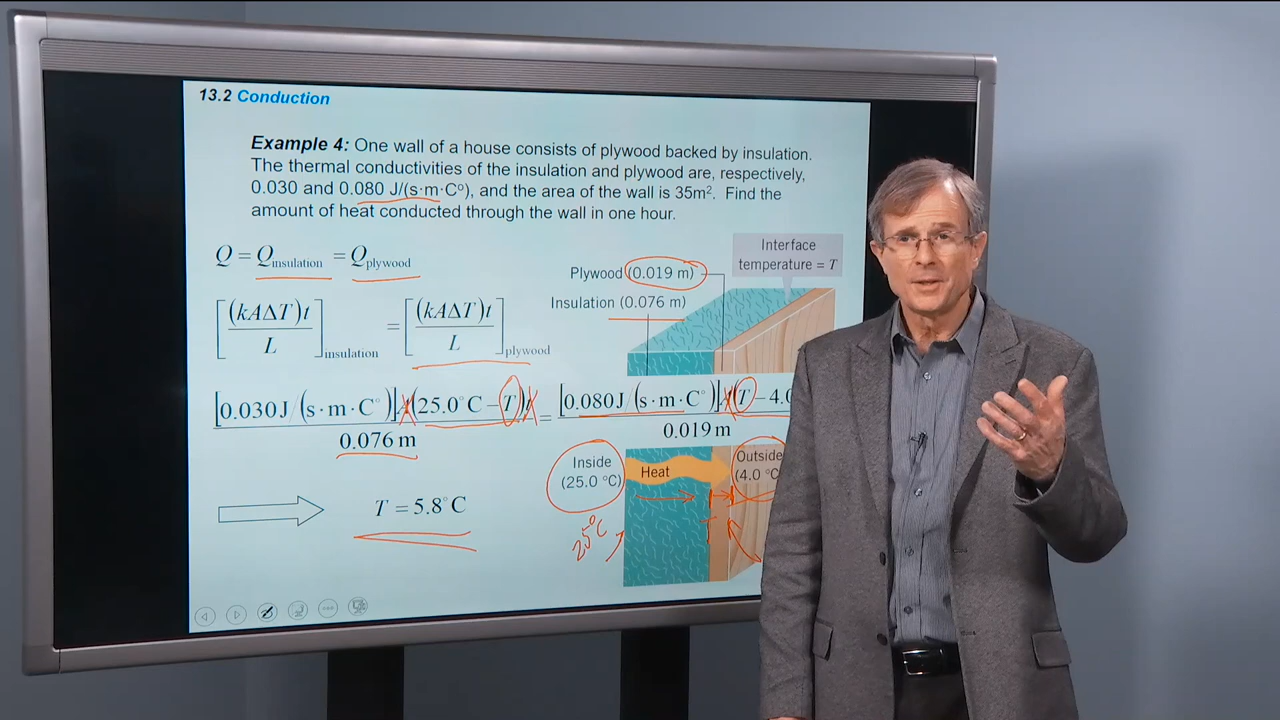 13.2 Conduction
Example 4: One wall of a house consists of plywood backed by insulation.
The thermal conductivities of the insulation and plywood are, respectively,
0.030 and 0.080 J/(s·m·C°), and the area of the wall is 35m². Find the
amount of heat conducted through the wall in one hour.
Q = Q insulation = Q plywood
Interface
temperature = T
Plywood (0.019 m)
Insulation (0.076 m)
[(kAΔT)t / L] insulation = [(kAΔT)t / L] plywood
[0.030 J/(s·m·C°)]A(25.0°C − T)t / 0.076 m = [0.080 J/(s·m·C°)]A(T − 4.0 / 0.019 m
Inside
(25.0 °C)
Heat
Outside
(4.0 °C
T = 5.8°C
25°C
T